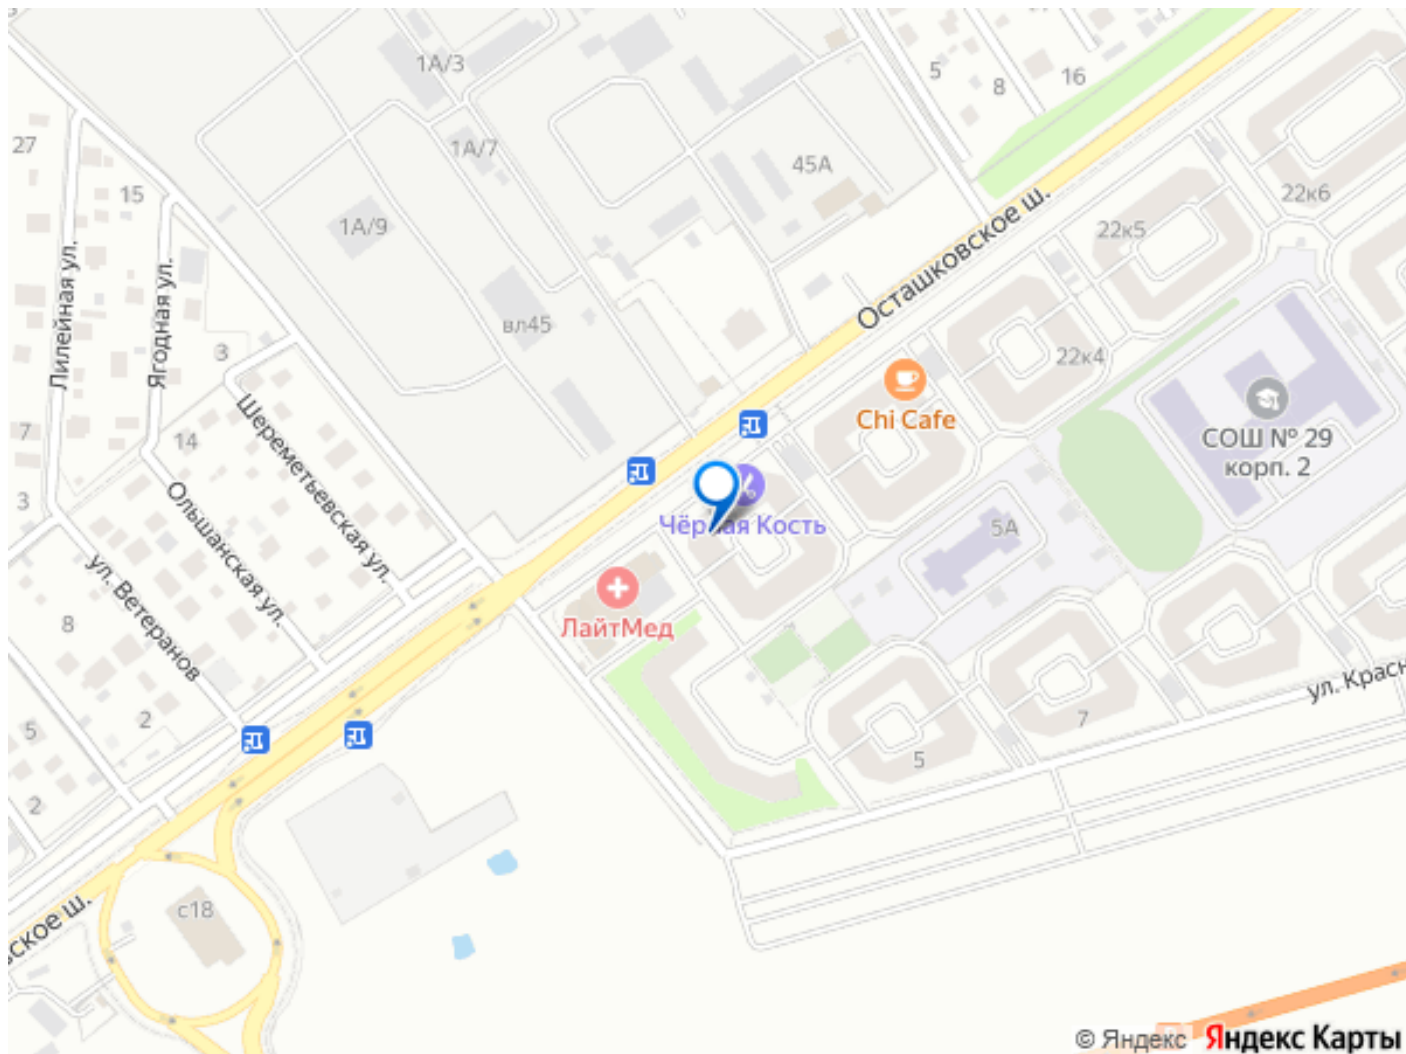 1А/3
5
8
16
27
1А/7
45А
15
22к6
1А/9
22к5
Осташковское ш.
Лилейная ул.
Ягодная ул.
вл45
3
22к4
Chi Cafe
7
14
Шереметьевская ул.
СОШ № 29
корп. 2
3
Ольшанская ул.
Чёрная Кость
5А
ул. Ветеранов
8
ЛайтМед
ул. Красн
5
2
7
5
2
с18
ское ш.
© Яндекс Яндекс Карты